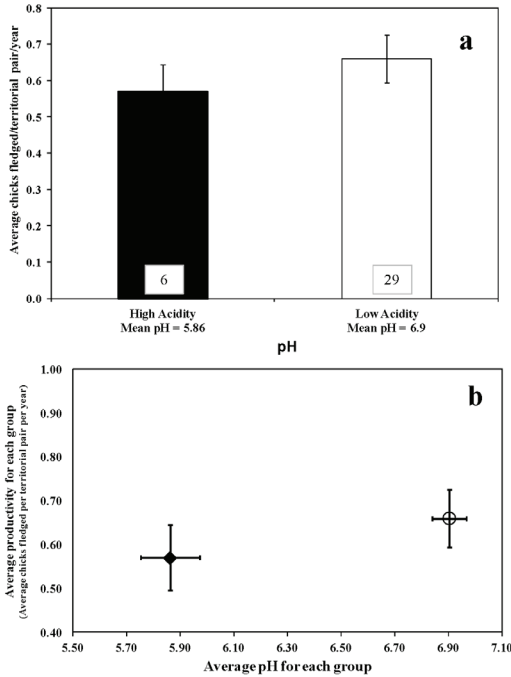 0.8
0.7
0.6
0.5
0.4
0.3
0.2
0.1
0.0
Average chicks fledged/territorial pair/year
a
6
29
High Acidity
Mean pH = 5.86
Low Acidity
Mean pH = 6.9
pH
1.00
0.90
0.80
0.70
0.60
0.50
0.40
Average productivity for each group
(Average chicks fledged per territorial pair per year)
b
5.50 5.70 5.90 6.10 6.30 6.50 6.70 6.90 7.10
Average pH for each group